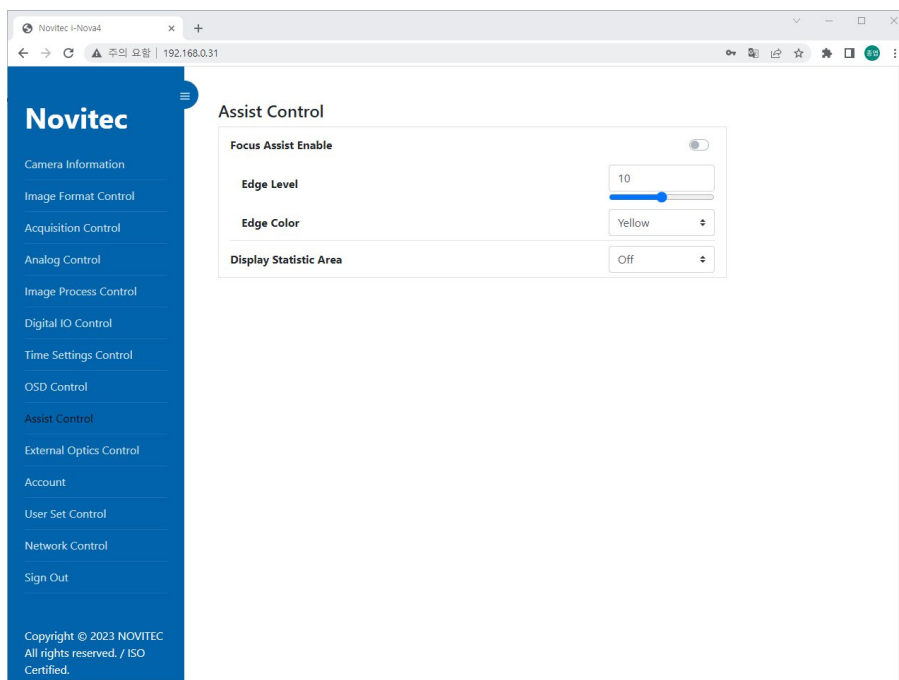 Novitec I-Nova4
주의 요함 | 192.168.0.31
종엽
Novitec
Camera Information
Image Format Control
Acquisition Control
Analog Control
Image Process Control
Digital IO Control
Time Settings Control
OSD Control
Assist Control
External Optics Control
Account
User Set Control
Network Control
Sign Out
Copyright © 2023 NOVITEC
All rights reserved. / ISO
Certified.
Assist Control
Focus Assist Enable
Edge Level 10
Edge Color Yellow
Display Statistic Area Off